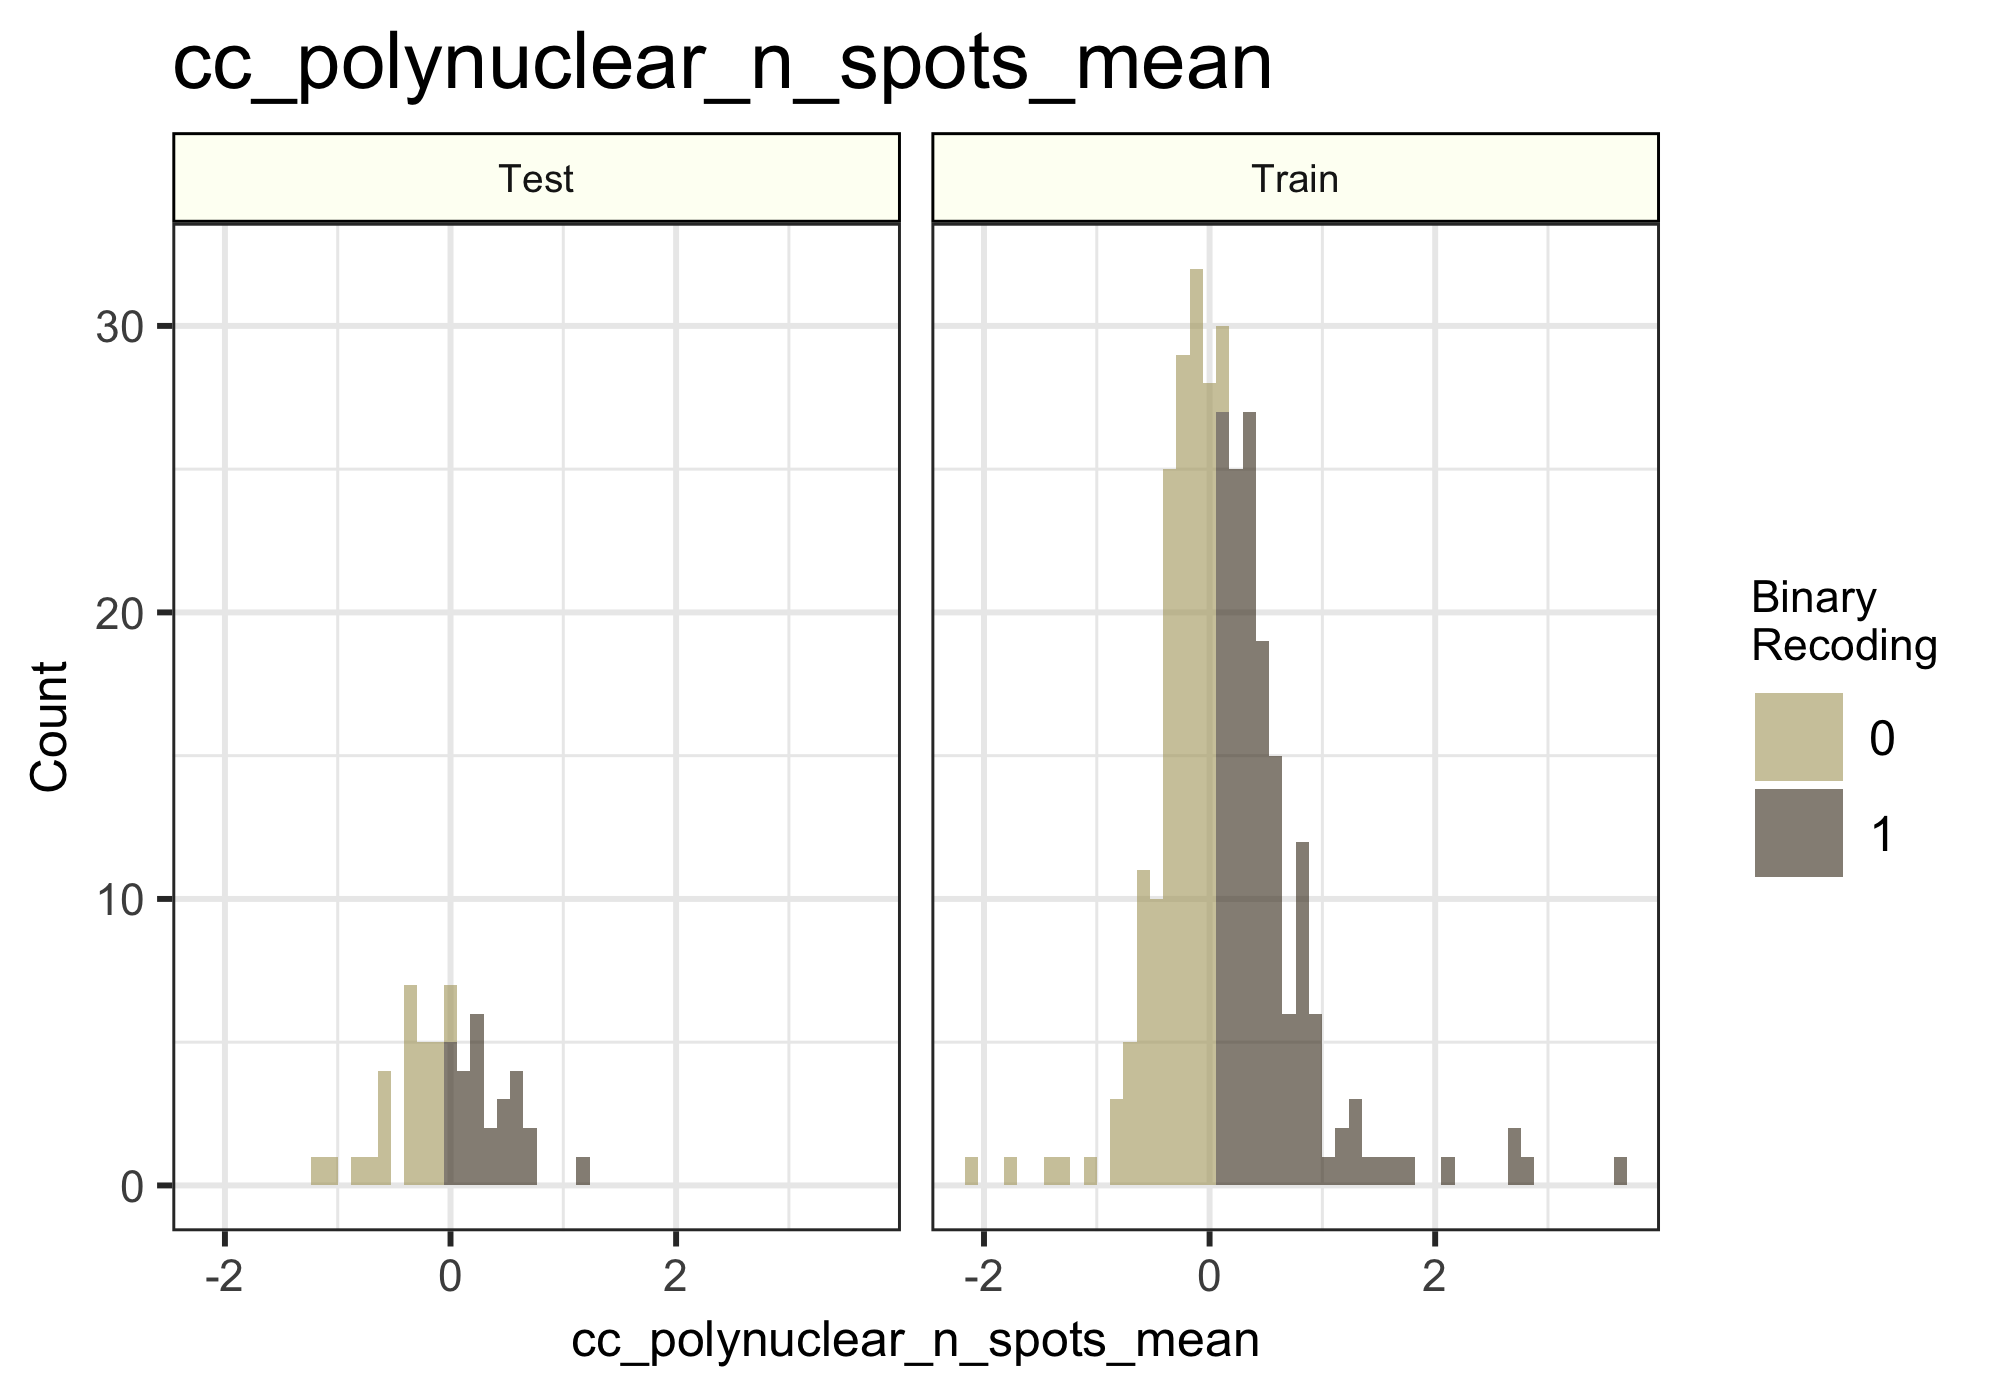 cc_polynuclear_n_spots_mean
Test
Train
30
20
10
0
Count
-2
0
2
-2
0
2
cc_polynuclear_n_spots_mean
Binary
Recoding
0
1